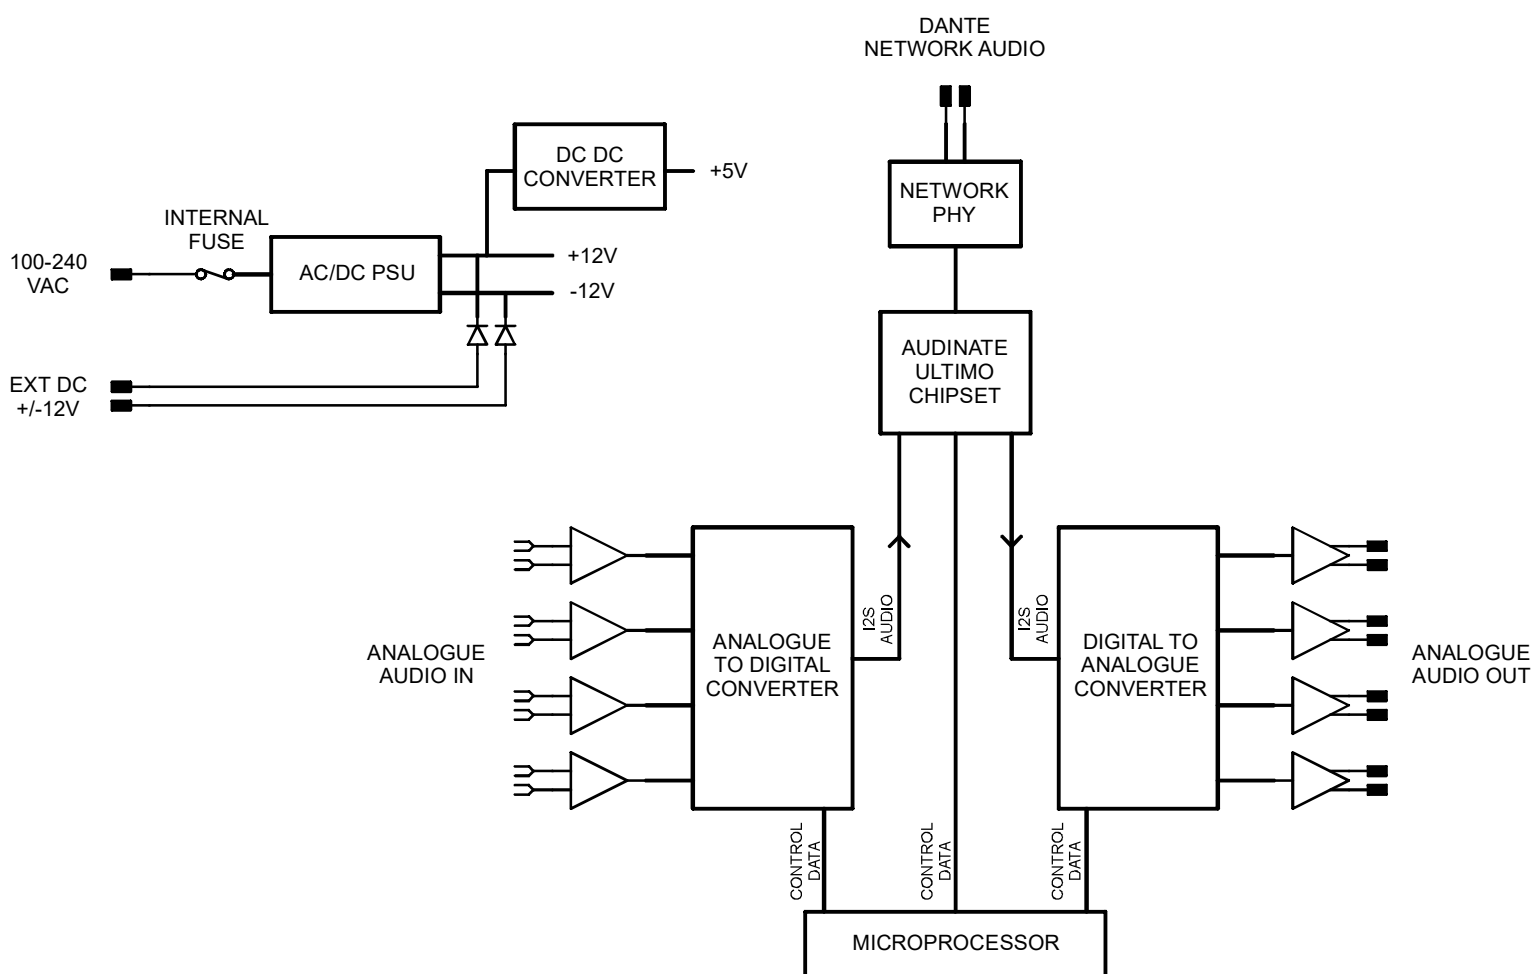 DANTE
NETWORK AUDIO
DC DC
CONVERTER
+5V
NETWORK
PHY
INTERNAL
FUSE
100-240
VAC
AC/DC PSU
+12V
-12V
EXT DC
+/-12V
AUDINATE
ULTIMO
CHIPSET
ANALOGUE
AUDIO IN
ANALOGUE
TO DIGITAL
CONVERTER
I2S
AUDIO
I2S
AUDIO
DIGITAL TO
ANALOGUE
CONVERTER
ANALOGUE
AUDIO OUT
CONTROL
DATA
CONTROL
DATA
CONTROL
DATA
MICROPROCESSOR